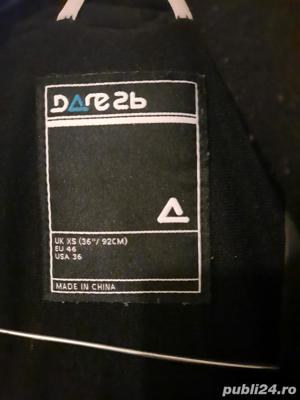 DARE2b
UK XS (36"/ 92CM)
EU 46
USA 36
MADE IN CHINA
publi24.ro